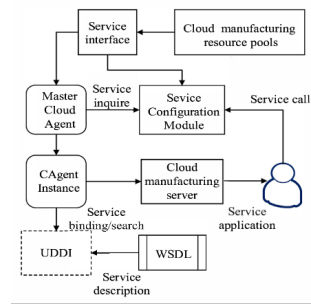 Service
interface
Cloud manufacturing
resource pools
Master
Cloud
Agent
Service
inquire
Sevice
Configuration
Module
Service call
CAgent
Instance
Cloud
manufacturing
server
Service
binding/search
Service
application
UDDI
WSDL
Service
description